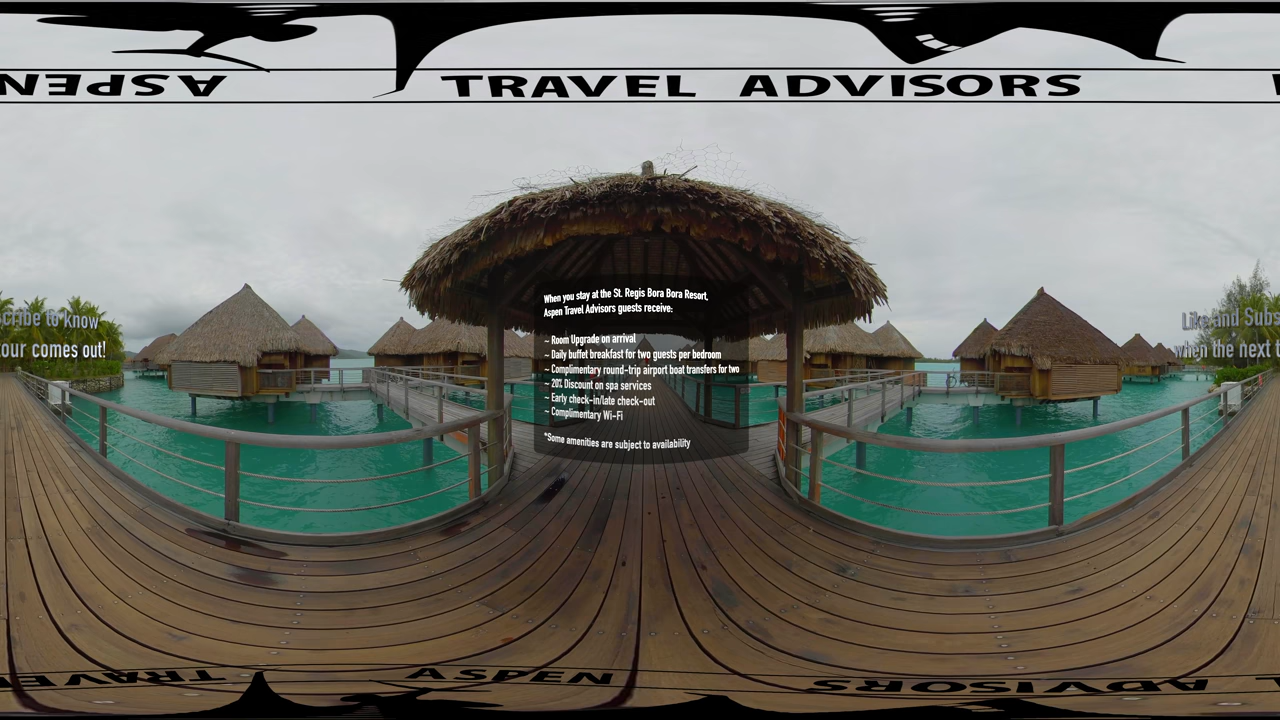 ASPEN
TRAVEL ADVISORS
When you stay at the St. Regis Bora Bora Resort,
Aspen Travel Advisors guests receive:
~ Room Upgrade on arrival
~ Daily buffet breakfast for two guests per bedroom
~ Complimentary round-trip airport boat transfers for two
~ 20% Discount on spa services
~ Early check-in/late check-out
~ Complimentary Wi-Fi
*Some amenities are subject to availability
Like and Subscribe to know
when the next tour comes out!
TRAVEL
ASPEN
ADVISORS